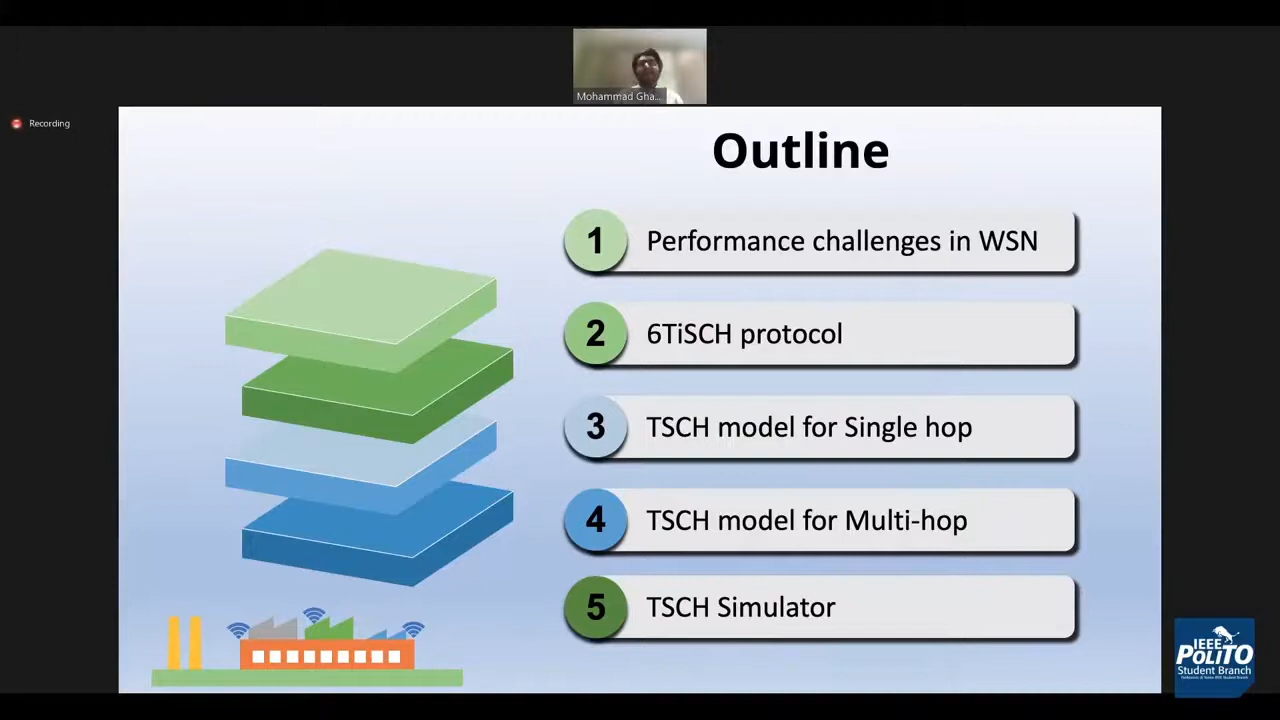 Mohammad Gha...
Recording
Outline
1 Performance challenges in WSN
2 6TiSCH protocol
3 TSCH model for Single hop
4 TSCH model for Multi-hop
5 TSCH Simulator
IEEE
POLITO
Student Branch